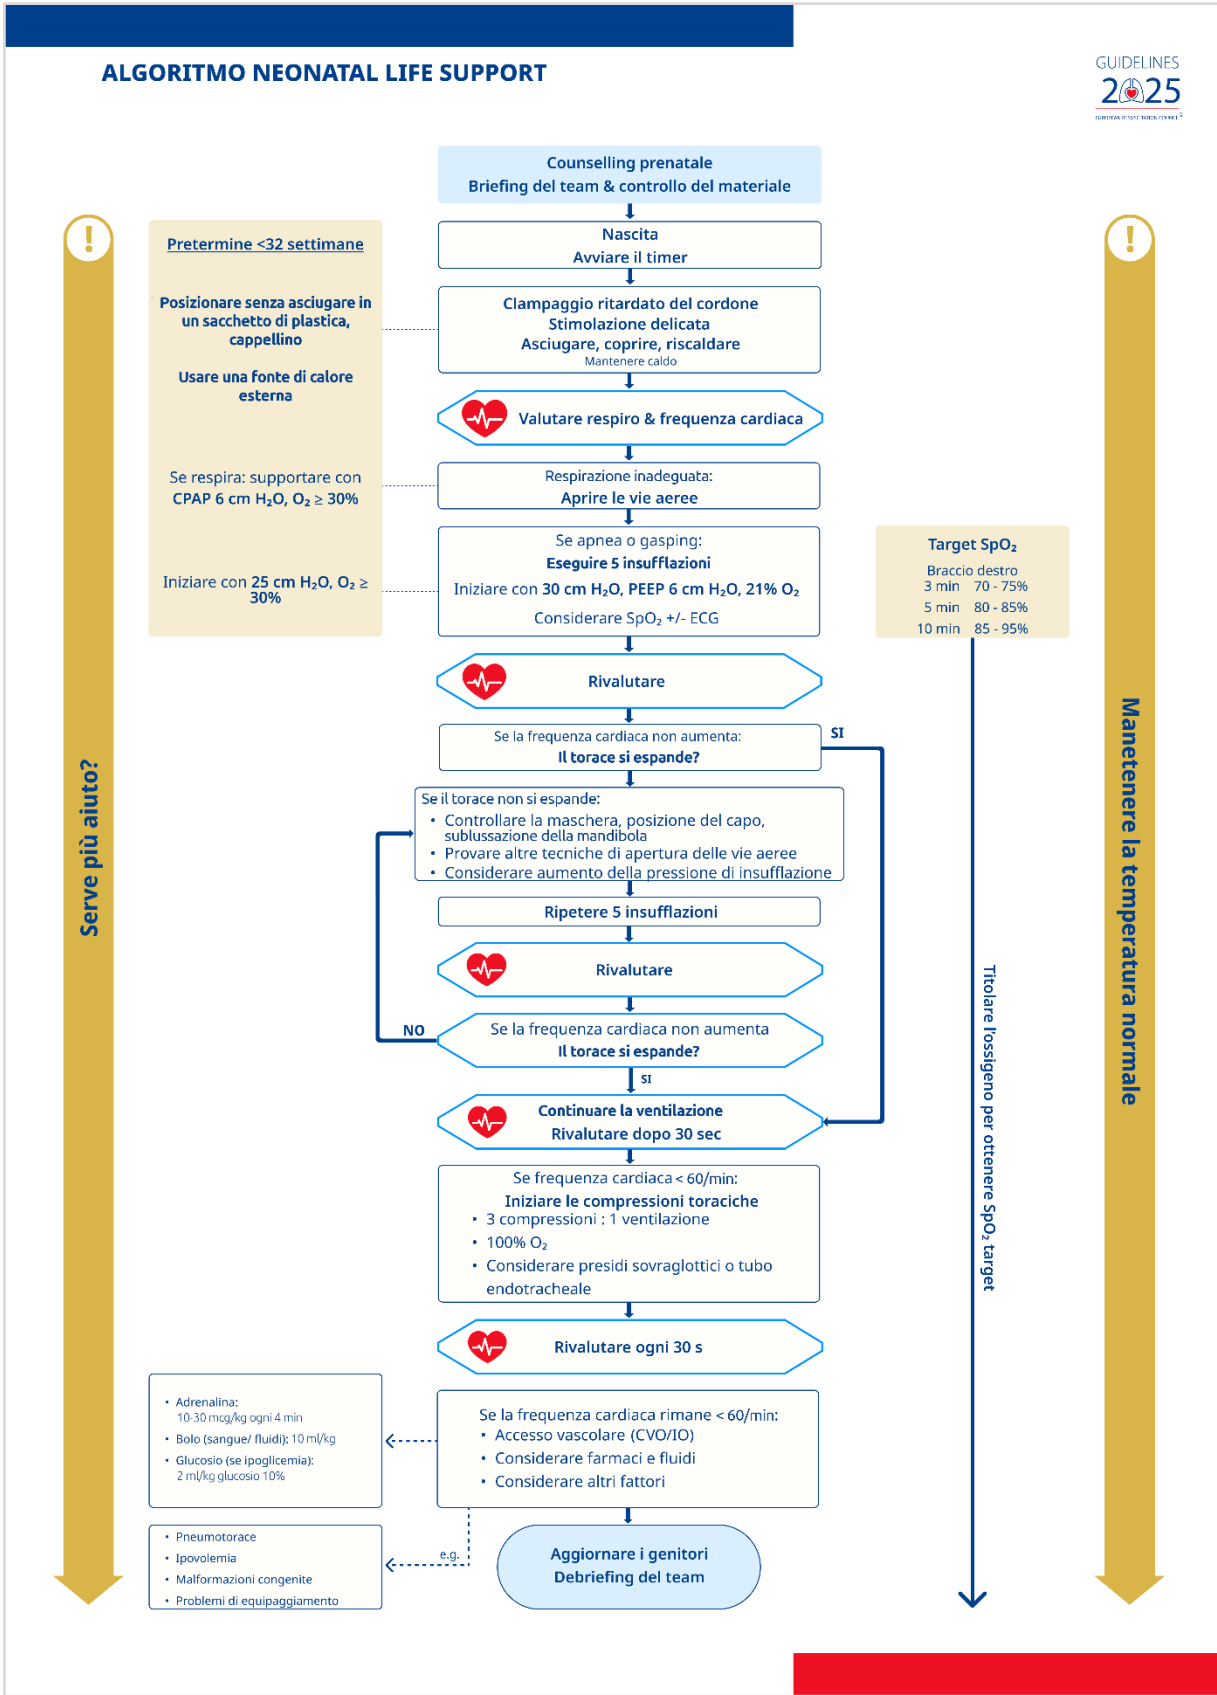 ALGORITMO NEONATAL LIFE SUPPORT
GUIDELINES
2025
EUROPEAN RESUSCITATION COUNCIL
Counselling prenatale
Briefing del team & controllo del materiale
Nascita
Avviare il timer
Clampaggio ritardato del cordone
Stimolazione delicata
Asciugare, coprire, riscaldare
Mantenere caldo
Valutare respiro & frequenza cardiaca
Respirazione inadeguata:
Aprire le vie aeree
Se apnea o gasping:
Eseguire 5 insufflazioni
Iniziare con 30 cm H₂O, PEEP 6 cm H₂O, 21% O₂
Considerare SpO₂ +/- ECG
Rivalutare
Se la frequenza cardiaca non aumenta:
Il torace si espande?
SI
Se il torace non si espande:
• Controllare la maschera, posizione del capo,
sublussazione della mandibola
• Provare altre tecniche di apertura delle vie aeree
• Considerare aumento della pressione di insufflazione
Ripetere 5 insufflazioni
Rivalutare
NO
Se la frequenza cardiaca non aumenta
Il torace si espande?
SI
Continuare la ventilazione
Rivalutare dopo 30 sec
Se frequenza cardiaca < 60/min:
Iniziare le compressioni toraciche
• 3 compressioni : 1 ventilazione
• 100% O₂
• Considerare presidi sovraglottici o tubo
endotracheale
Rivalutare ogni 30 s
Se la frequenza cardiaca rimane < 60/min:
• Accesso vascolare (CVO/IO)
• Considerare farmaci e fluidi
• Considerare altri fattori
Aggiornare i genitori
Debriefing del team
!
Serve più aiuto?
Pretermine <32 settimane
Posizionare senza asciugare in
un sacchetto di plastica,
cappellino
Usare una fonte di calore
esterna
Se respira: supportare con
CPAP 6 cm H₂O, O₂ ≥ 30%
Iniziare con 25 cm H₂O, O₂ ≥
30%
• Adrenalina:
10-30 mcg/kg ogni 4 min
• Bolo (sangue/ fluidi): 10 ml/kg
• Glucosio (se ipoglicemia):
2 ml/kg glucosio 10%
e.g.
• Pneumotorace
• Ipovolemia
• Malformazioni congenite
• Problemi di equipaggiamento
Target SpO₂
Braccio destro
3 min 70 - 75%
5 min 80 - 85%
10 min 85 - 95%
Titolare l'ossigeno per ottenere SpO₂ target
!
Manetenere la temperatura normale